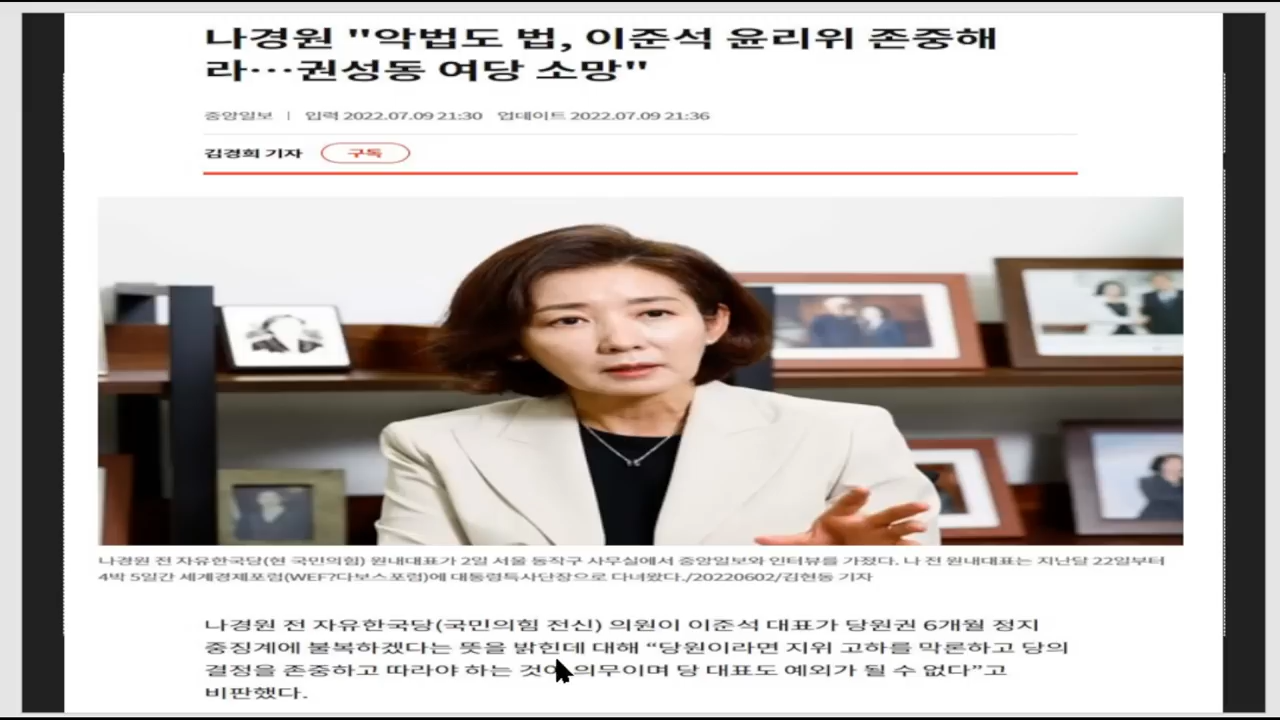 나경원 "악법도 법, 이준석 윤리위 존중해
라…권성동 여당 소망"
중앙일보 | 입력 2022.07.09 21:30 업데이트 2022.07.09 21:36
김경희 기자 구독
나경원 전 자유한국당(현 국민의힘) 원내대표가 2일 서울 동작구 사무실에서 중앙일보와 인터뷰를 가졌다. 나 전 원내대표는 지난달 22일부터
4박 5일간 세계경제포럼(WEF?다보스포럼)에 대통령특사단장으로 다녀왔다./20220602/김현동 기자
나경원 전 자유한국당(국민의힘 전신) 의원이 이준석 대표가 당원권 6개월 정지
중징계에 불복하겠다는 뜻을 밝힌데 대해 “당원이라면 지위 고하를 막론하고 당의
결정을 존중하고 따라야 하는 것이 의무이며 당 대표도 예외가 될 수 없다”고
비판했다.